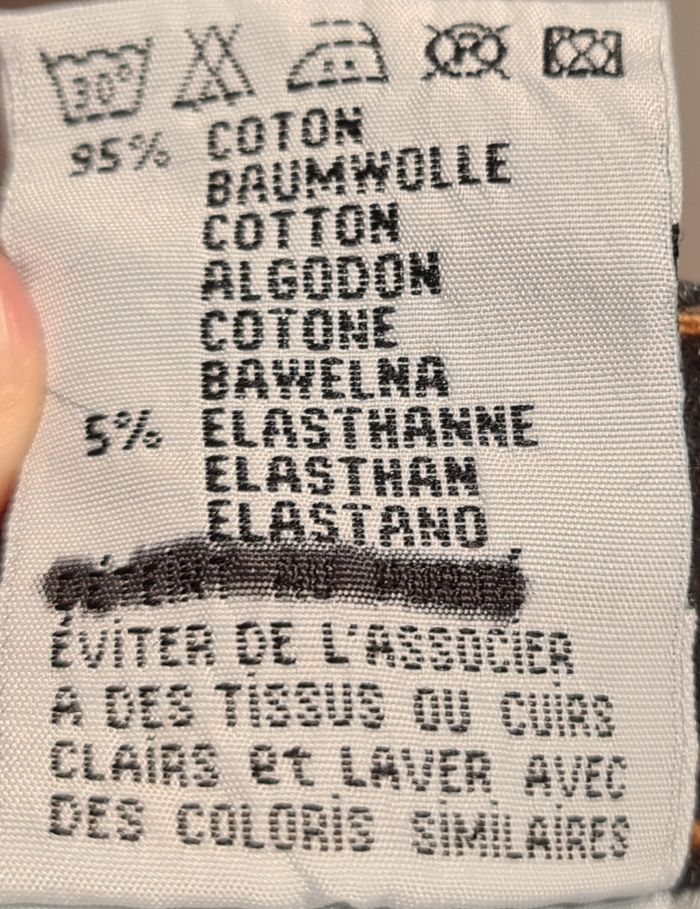 30°
P
95% COTON
BAUMWOLLE
COTTON
ALGODON
COTONE
BAWELNA
5% ELASTHANNE
ELASTHAN
ELASTANO
ÉViTER DE L'ASSOCiER
A DES TiSSUS OU CUiRS
CLAiRS et LAVER AVEC
DES COLORiS SiMiLAiRES